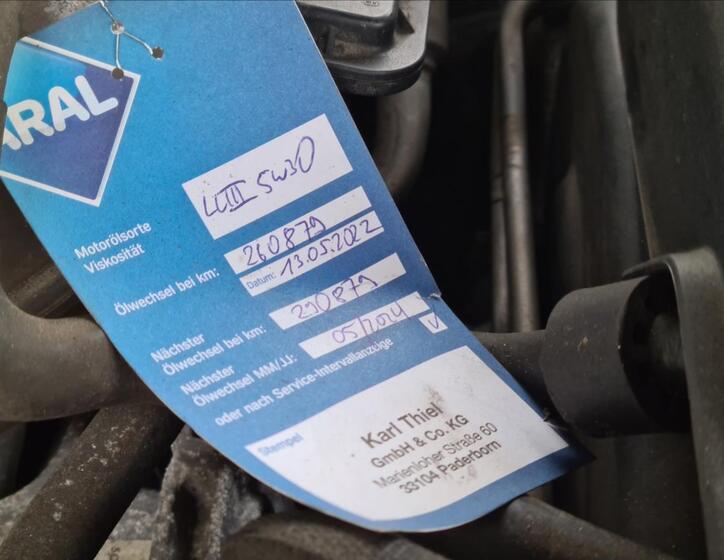 ARAL
Motorölsorte
Viskosität
LLIII 5W30
Ölwechsel bei km:
260879
Datum: 13.05.2022
Nächster
Ölwechsel bei km:
290879
Nächster
Ölwechsel MM/JJ:
05/2024
oder nach Service-Intervallanzeige
Stempel
Karl Thiel
GmbH & Co. KG
Marienloher Straße 60
33104 Paderborn